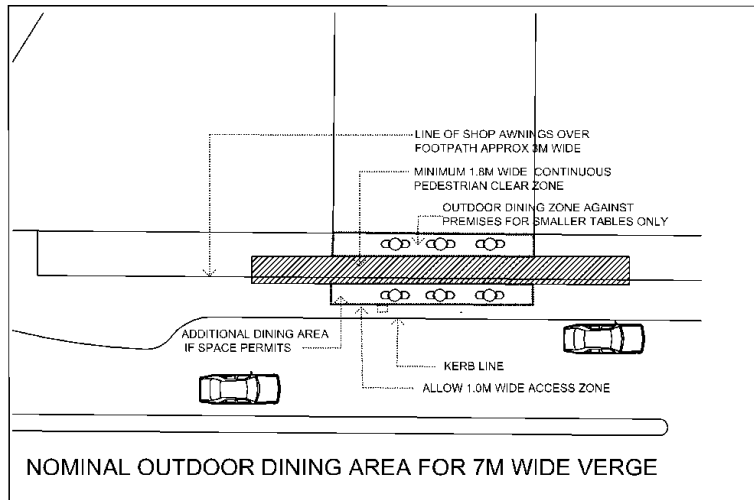 LINE OF SHOP AWNINGS OVER
FOOTPATH APPROX 3M WIDE
MINIMUM 1.8M WIDE CONTINUOUS
PEDESTRIAN CLEAR ZONE
OUTDOOR DINING ZONE AGAINST
PREMISES FOR SMALLER TABLES ONLY
ADDITIONAL DINING AREA
IF SPACE PERMITS
KERB LINE
ALLOW 1.0M WIDE ACCESS ZONE
NOMINAL OUTDOOR DINING AREA FOR 7M WIDE VERGE